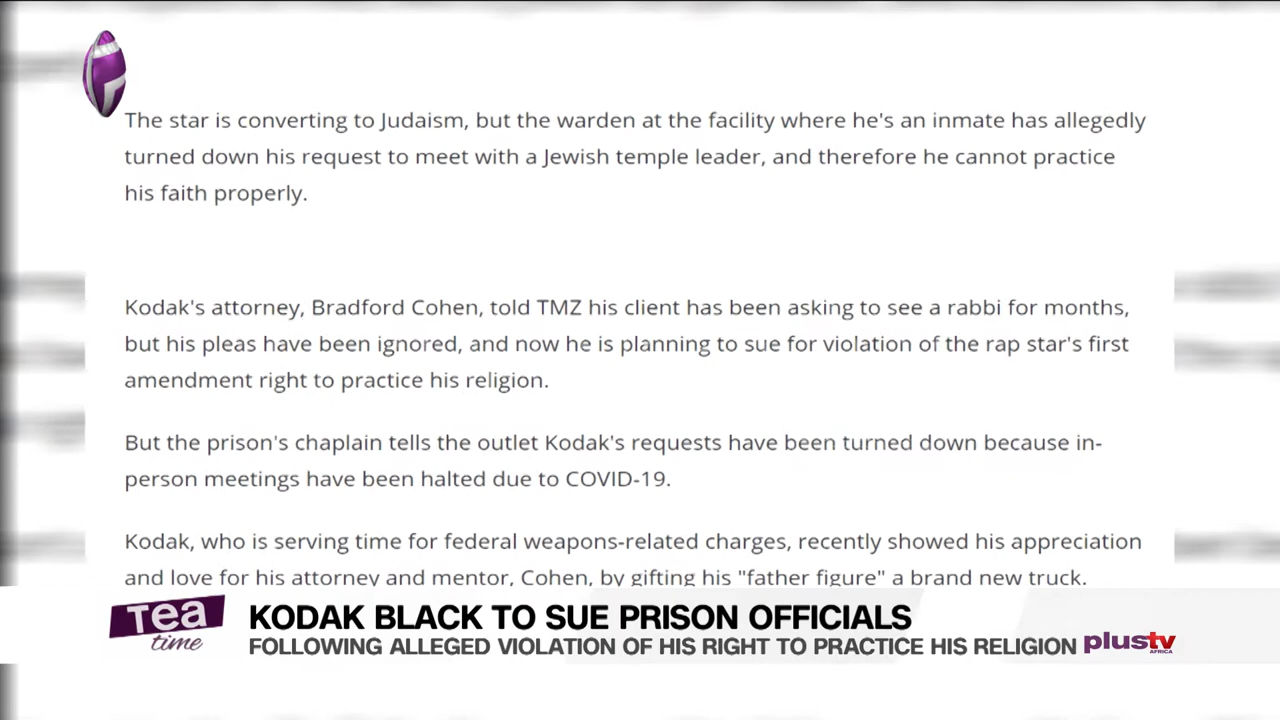 The star is converting to Judaism, but the warden at the facility where he's an inmate has allegedly
turned down his request to meet with a Jewish temple leader, and therefore he cannot practice
his faith properly.
Kodak's attorney, Bradford Cohen, told TMZ his client has been asking to see a rabbi for months,
but his pleas have been ignored, and now he is planning to sue for violation of the rap star's first
amendment right to practice his religion.
But the prison's chaplain tells the outlet Kodak's requests have been turned down because in-
person meetings have been halted due to COVID-19.
Kodak, who is serving time for federal weapons-related charges, recently showed his appreciation
and love for his attorney and mentor, Cohen, by gifting his "father figure" a brand new truck.
Tea
time
KODAK BLACK TO SUE PRISON OFFICIALS
FOLLOWING ALLEGED VIOLATION OF HIS RIGHT TO PRACTICE HIS RELIGION
plustv
AFRICA